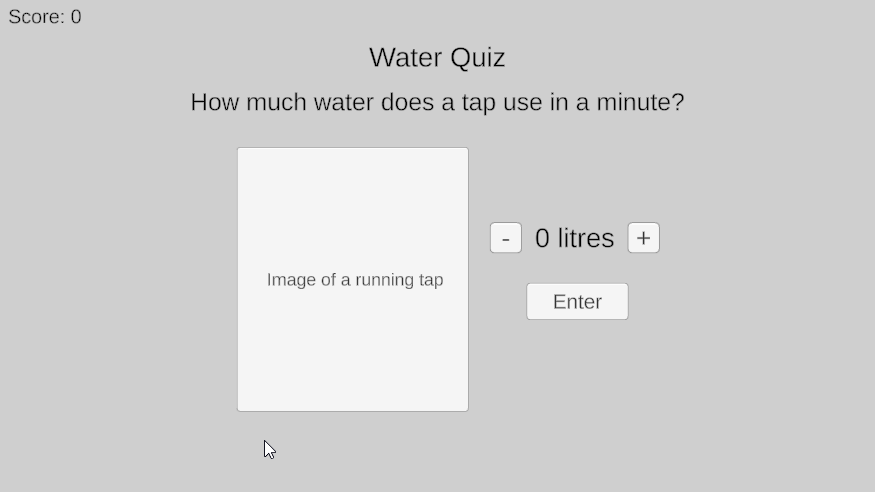 Score: 0
Water Quiz
How much water does a tap use in a minute?
- 0 litres +
Image of a running tap
Enter